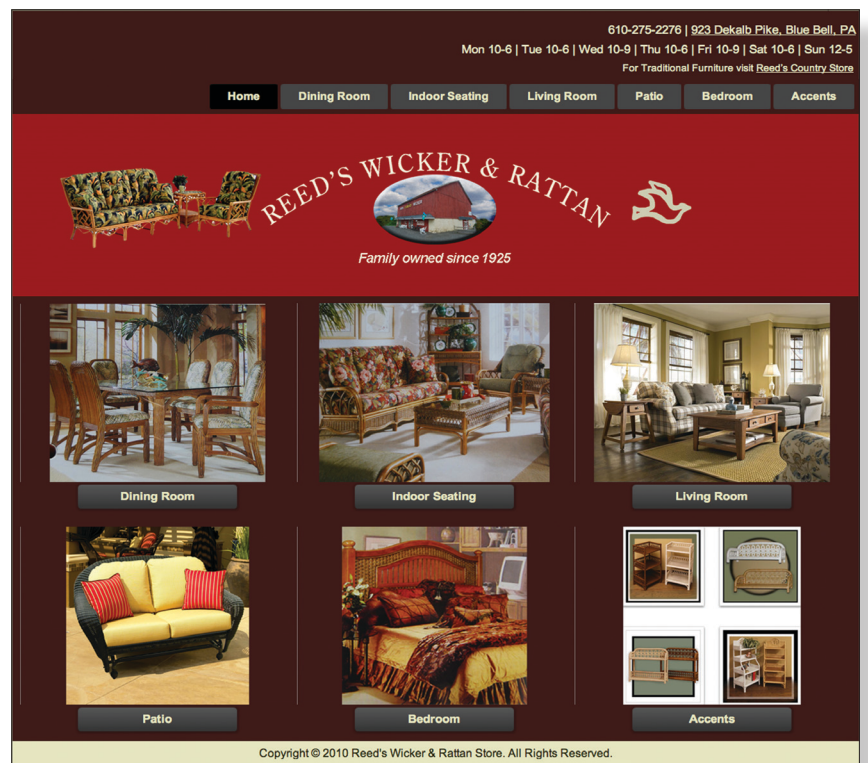 610-275-2276 | 923 Dekalb Pike, Blue Bell, PA
Mon 10-6 | Tue 10-6 | Wed 10-9 | Thu 10-6 | Fri 10-9 | Sat 10-6 | Sun 12-5
For Traditional Furniture visit Reed's Country Store
Home Dining Room Indoor Seating Living Room Patio Bedroom Accents
REED'S WICKER & RATTAN
Family owned since 1925
Dining Room Indoor Seating Living Room
Patio Bedroom Accents
Copyright © 2010 Reed's Wicker & Rattan Store. All Rights Reserved.